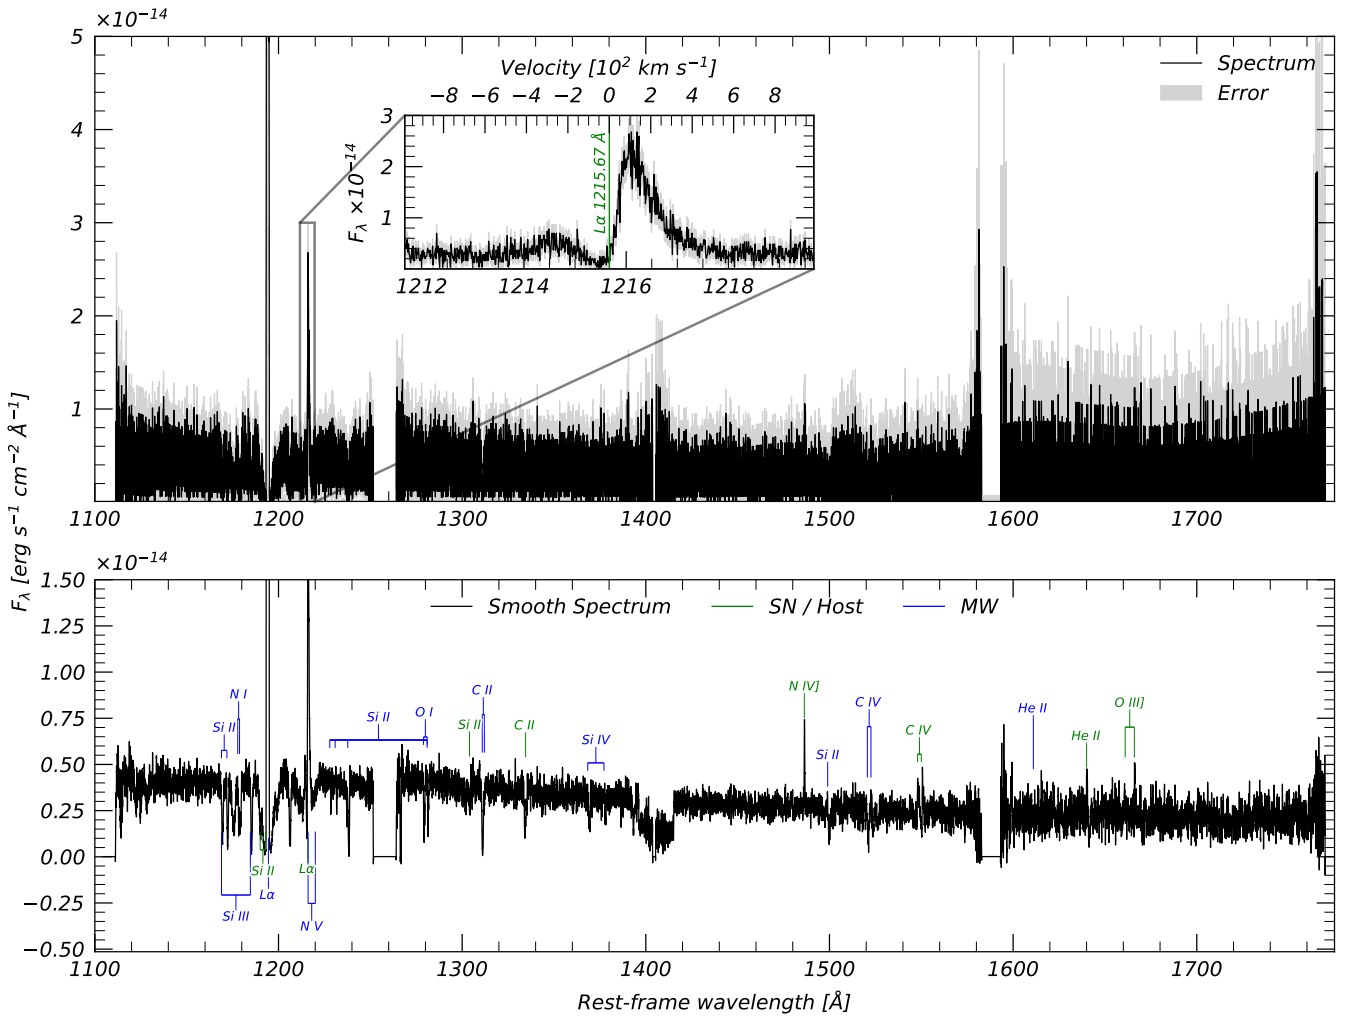 ×10−14
5
4
3
2
1
1100 1200 1300 1400 1500 1600 1700
Spectrum
Error
Velocity [10² km s⁻¹]
−8 −6 −4 −2 0 2 4 6 8
3
2
1
Fλ ×10⁻¹⁴
Lα 1215.67 Å
1212 1214 1216 1218
Fλ [erg s⁻¹ cm⁻² Å⁻¹]
×10−14
1.50
1.25
1.00
0.75
0.50
0.25
0.00
−0.25
−0.50
Smooth Spectrum SN / Host MW
N I
Si II
Si II
O I
C II
Si II
C II
Si IV
N IV]
Si II
C IV
C IV
He II
He II
O III]
Si II
Lα
Si III
Lα
N V
1100 1200 1300 1400 1500 1600 1700
Rest-frame wavelength [Å]